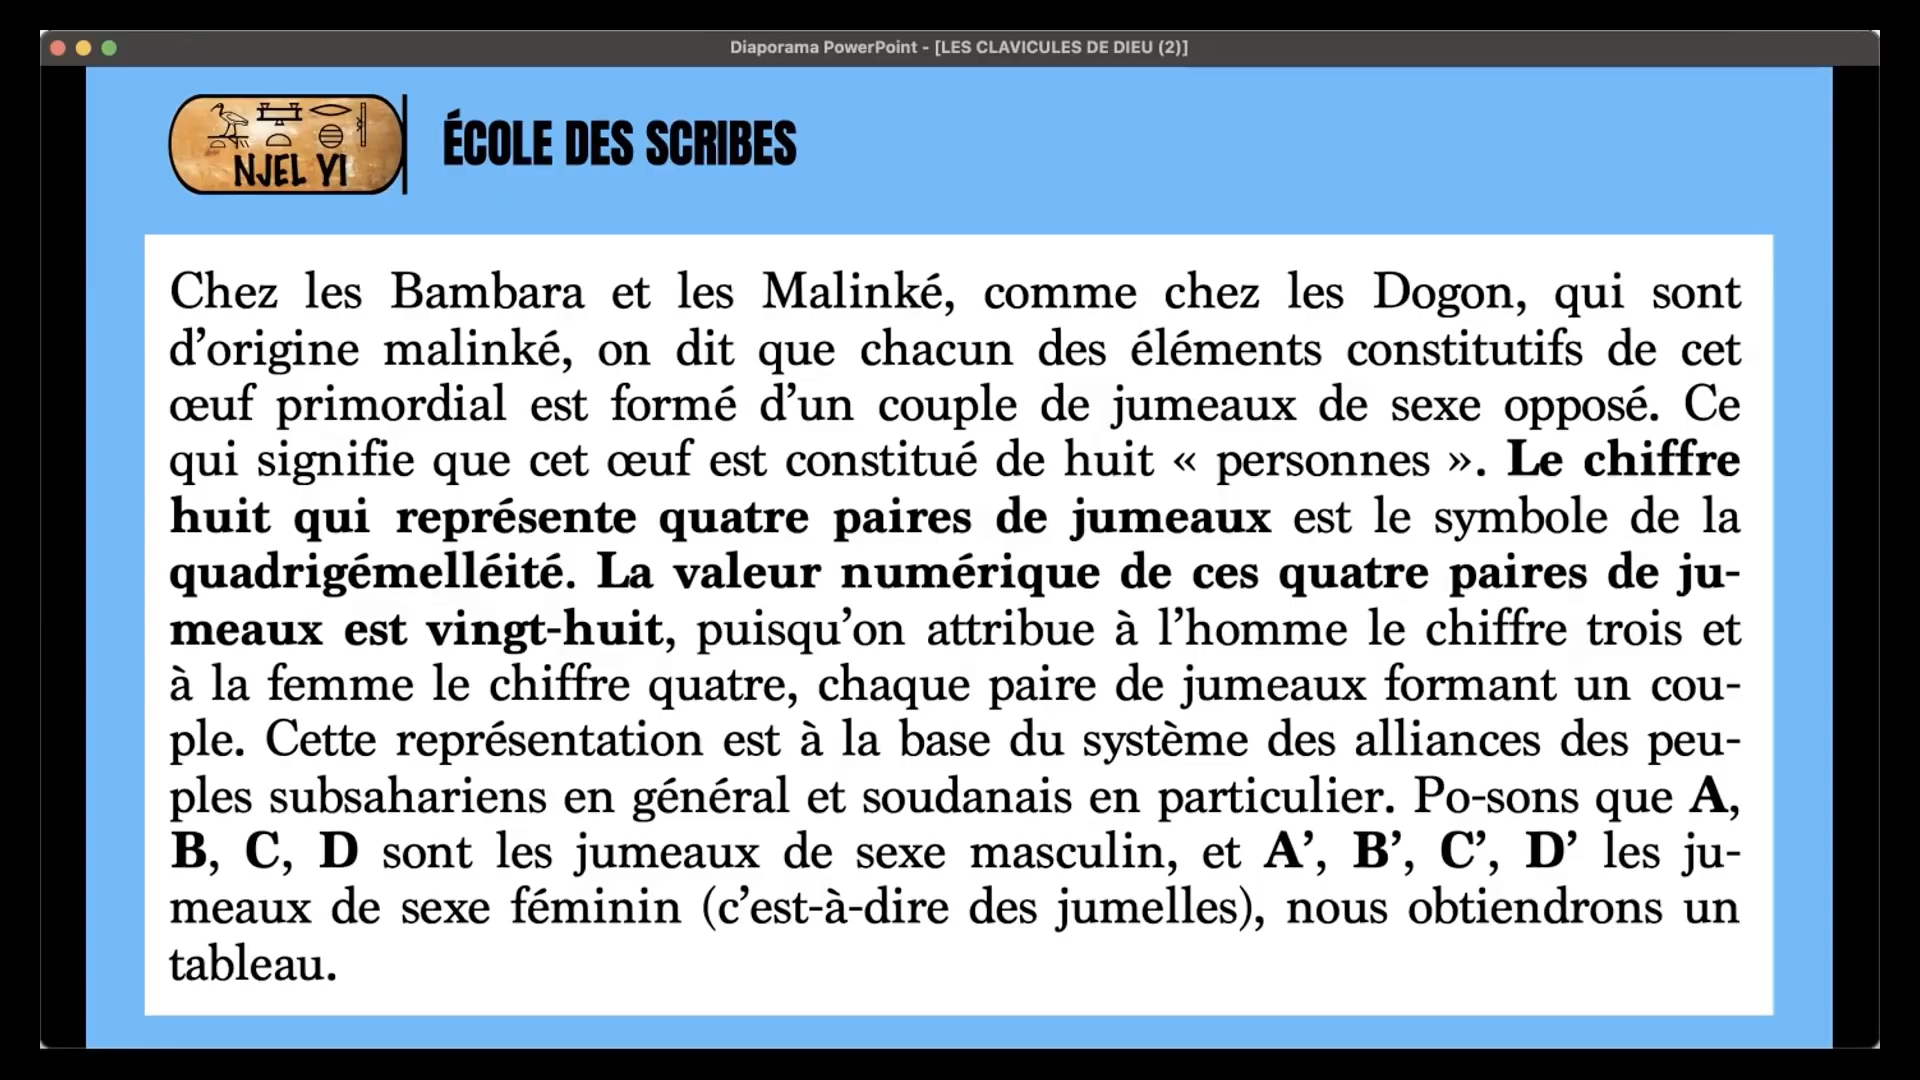 Diaporama PowerPoint - [LES CLAVICULES DE DIEU (2)]
NJEL YI
ÉCOLE DES SCRIBES
Chez les Bambara et les Malinké, comme chez les Dogon, qui sont
d’origine malinké, on dit que chacun des éléments constitutifs de cet
œuf primordial est formé d’un couple de jumeaux de sexe opposé. Ce
qui signifie que cet œuf est constitué de huit « personnes ». Le chiffre
huit qui représente quatre paires de jumeaux est le symbole de la
quadrigémelléité. La valeur numérique de ces quatre paires de ju-
meaux est vingt-huit, puisqu’on attribue à l’homme le chiffre trois et
à la femme le chiffre quatre, chaque paire de jumeaux formant un cou-
ple. Cette représentation est à la base du système des alliances des peu-
ples subsahariens en général et soudanais en particulier. Po-sons que A,
B, C, D sont les jumeaux de sexe masculin, et A’, B’, C’, D’ les ju-
meaux de sexe féminin (c’est-à-dire des jumelles), nous obtiendrons un
tableau.